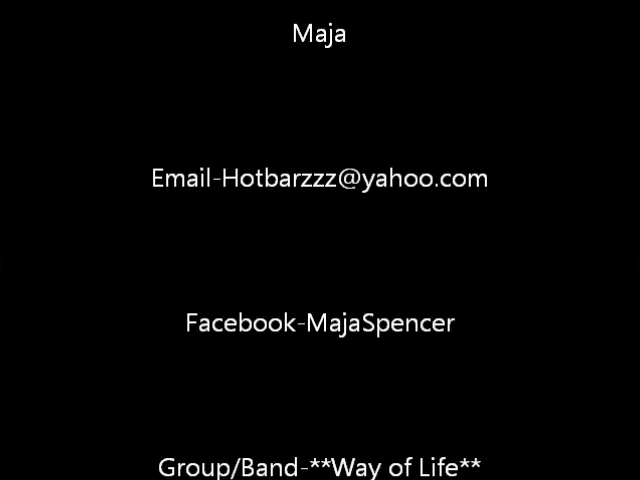 Maja
Email-Hotbarzzz@yahoo.com
Facebook-MajaSpencer
Group/Band-**Way of Life**